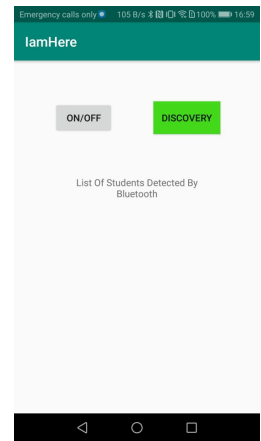 Emergency calls only 105 B/s 100% 16:59
IamHere
ON/OFF DISCOVERY
List Of Students Detected By
Bluetooth